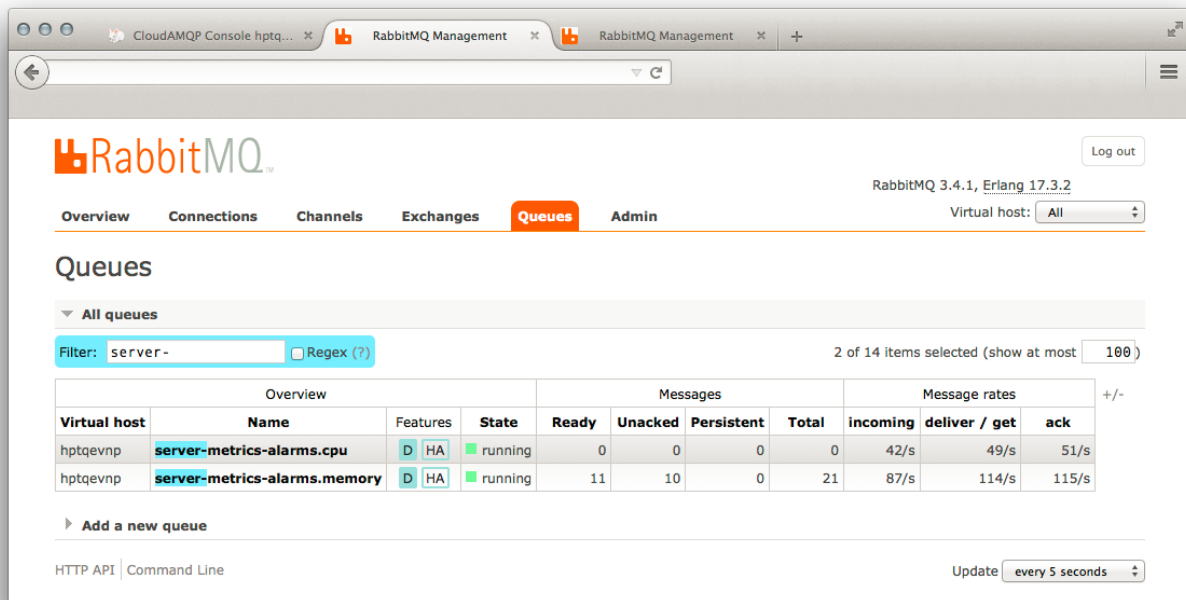 CloudAMQP Console hptq... × RabbitMQ Management × RabbitMQ Management × +
RabbitMQ™
Log out
RabbitMQ 3.4.1, Erlang 17.3.2
Overview Connections Channels Exchanges Queues Admin
Virtual host: All
Queues
All queues
Filter: server- Regex (?) 2 of 14 items selected (show at most 100 )
Overview Messages Message rates +/-
Virtual host Name Features State Ready Unacked Persistent Total incoming deliver / get ack
hptqevnp server-metrics-alarms.cpu D HA running 0 0 0 0 42/s 49/s 51/s
hptqevnp server-metrics-alarms.memory D HA running 11 10 0 21 87/s 114/s 115/s
Add a new queue
HTTP API Command Line Update every 5 seconds